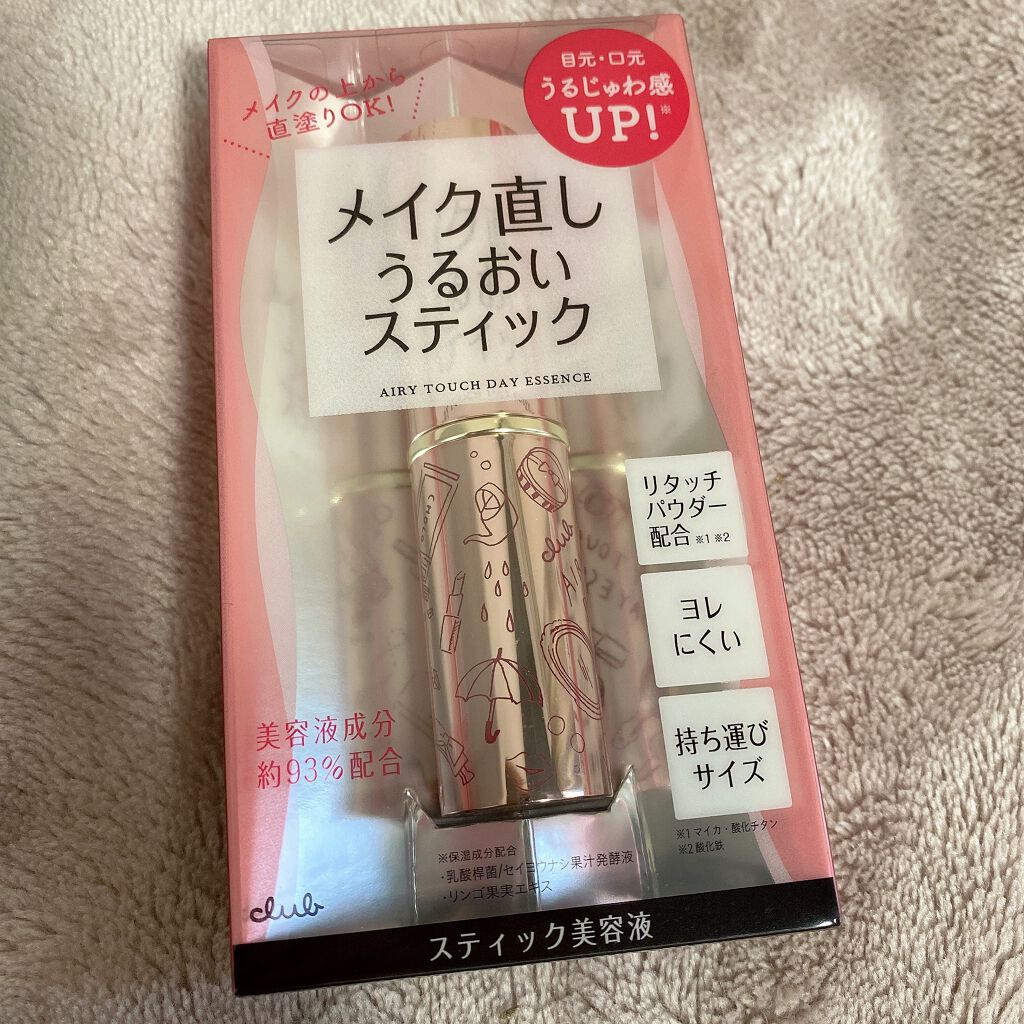 メイクの上から
直塗りOK!
目元・口元
うるじゅわ感
UP!※
メイク直し
うるおい
スティック
AIRY TOUCH DAY ESSENCE
リタッチ
パウダー
配合 ※1 ※2
ヨレ
にくい
持ち運び
サイズ
美容液成分
約93%配合
※1 マイカ・酸化チタン
※2 酸化鉄
※保湿成分配合
・乳酸桿菌/セイヨウナシ果汁発酵液
・リンゴ果実エキス
club
club
スティック美容液